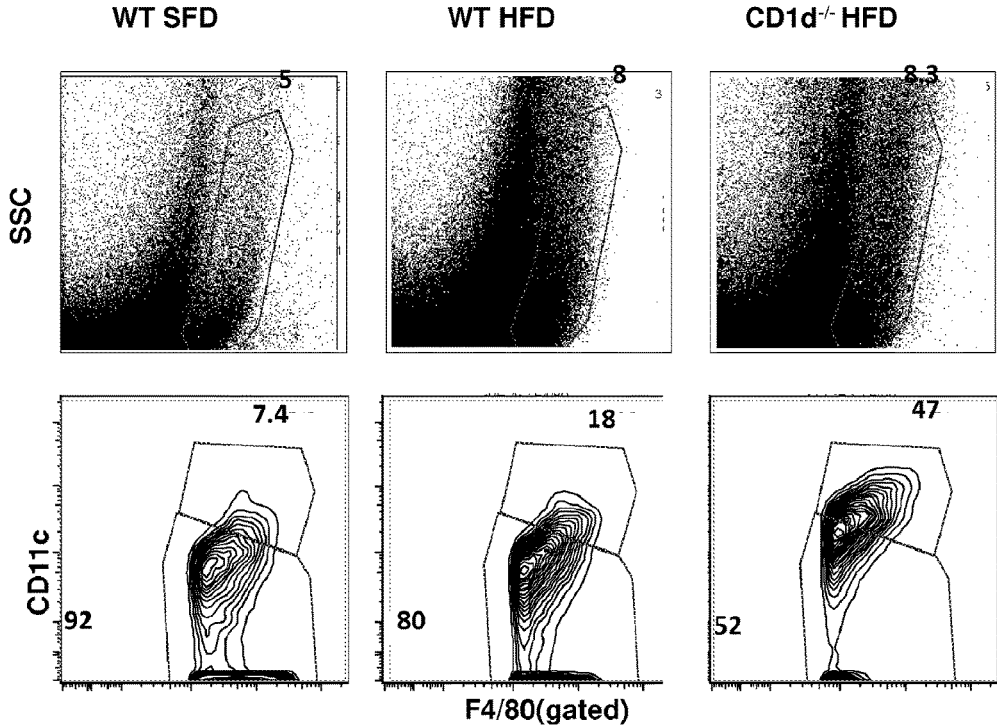 WT SFD
WT HFD
CD1d-/- HFD
5
8
8.3
SSC
7.4
18
47
CD11c
92
80
52
F4/80(gated)